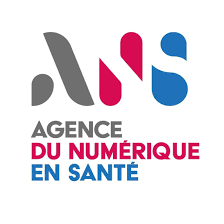 ANS
AGENCE
DU NUMÉRIQUE
EN SANTÉ